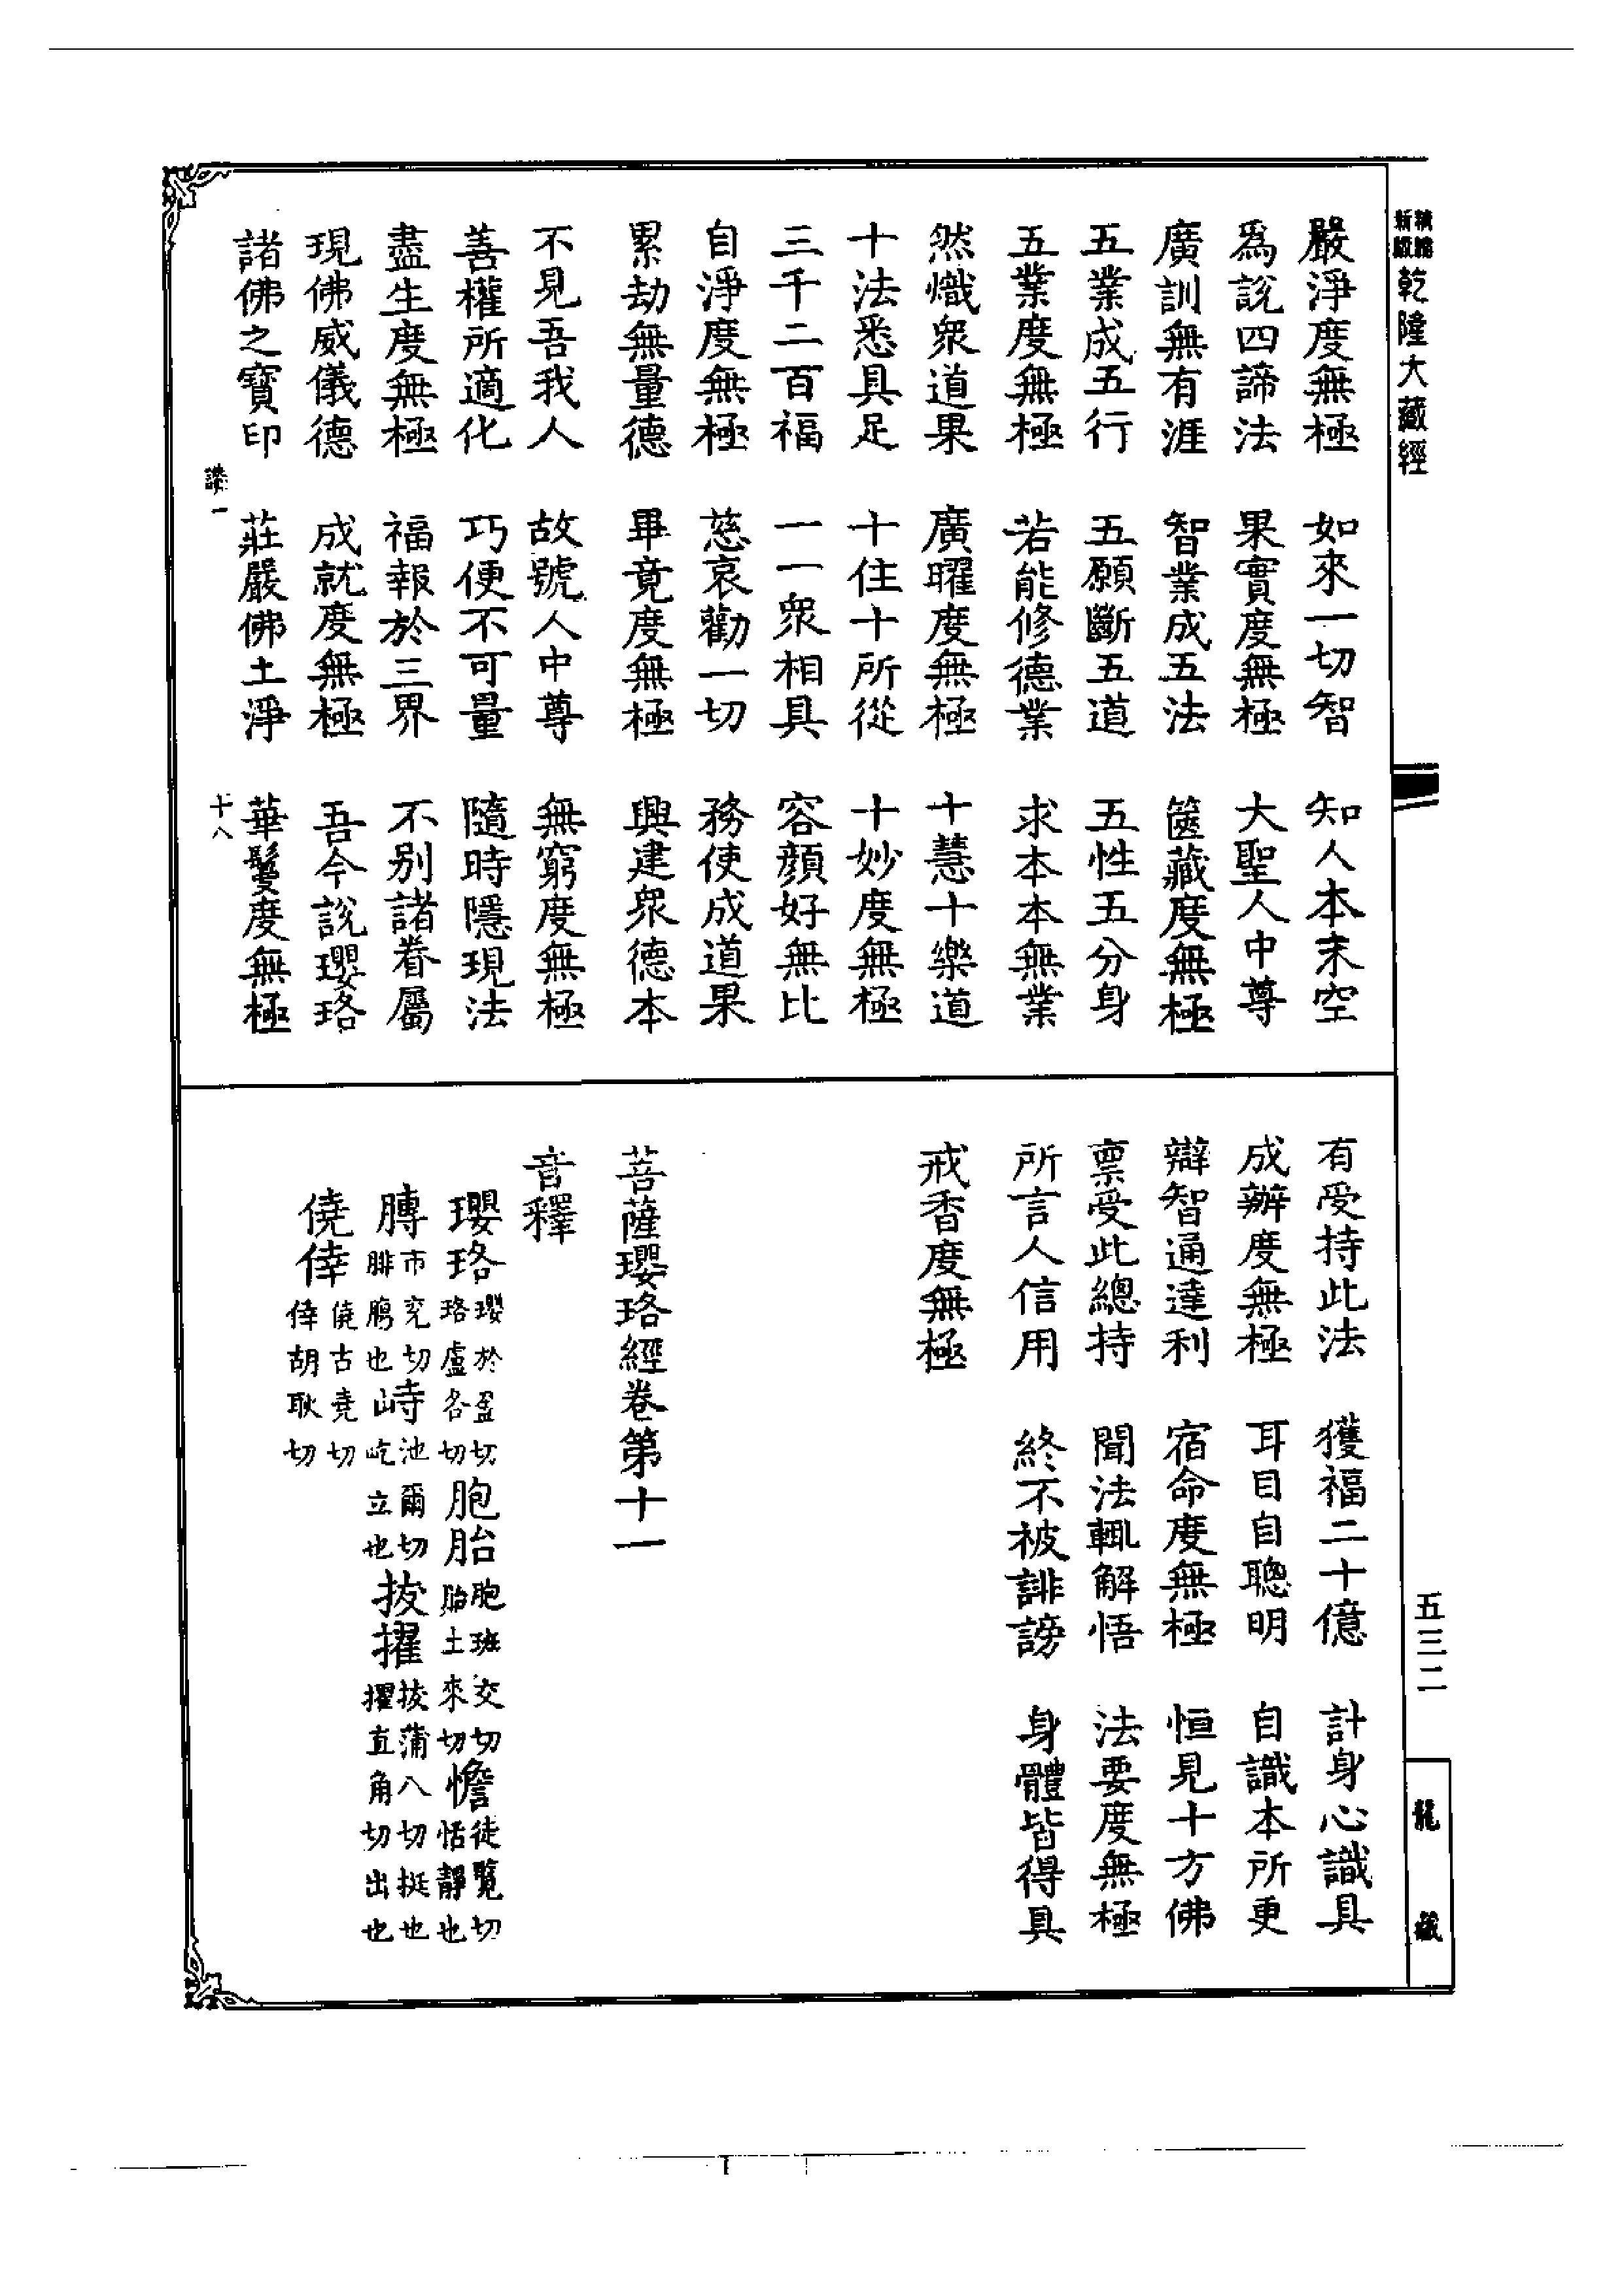 新版精編
乾隆大藏經
嚴淨度無極 如來一切智 知人本末空
為説四諦法 果實度無極 大聖人中尊
廣訓無有涯 智業成五法 篋藏度無極
五業成五行 五願斷五道 五性五分身
五業度無極 若能修德業 求本本無業
然熾衆道果 廣曜度無極 十慧十樂道
十法悉具足 十住十所從 十妙度無極
三千二百福 一一衆相具 容顏好無比
自淨度無極 慈哀勸一切 務使成道果
累劫無量德 畢竟度無極 興建衆德本
不見吾我人 故號人中尊 無窮度無極
善權所適化 巧便不可量 隨時隱現法
盡生度無極 福報於三界 不別諸眷屬
現佛威儀德 成就度無極 吾今說瓔珞
諸佛之寶印 莊嚴佛土淨 華鬘度無極
十八
有受持此法 獲福二十億 計身心識具
成辦度無極 耳目自聰明 自識本所更
辯智通達利 宿命度無極 恒見十方佛
禀受此總持 聞法輒解悟 法要度無極
所言人信用 終不被誹謗 身體皆得具
戒香度無極
菩薩瓔珞經卷第十一
音釋
瓔珞 瓔於盈切珞盧各切 胞胎 胞班交切胎土來切 憺 徒覽切恬靜也
膞 市兖切腓膓也 峙 池爾切山屹立也 拔擢 拔蒲八切挺也擢直角切出也
僥倖 僥古堯切倖胡耿切
五三二
龍藏